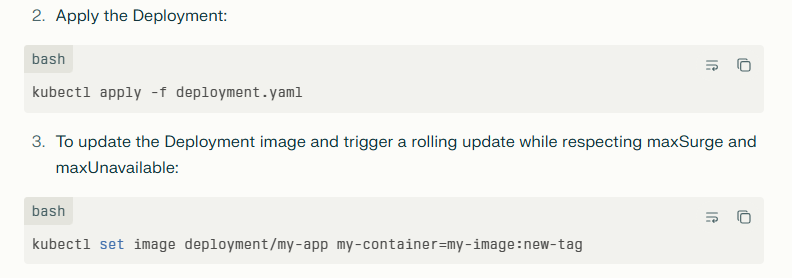 2. Apply the Deployment:
bash
kubectl apply -f deployment.yaml
3. To update the Deployment image and trigger a rolling update while respecting maxSurge and
maxUnavailable:
bash
kubectl set image deployment/my-app my-container=my-image:new-tag